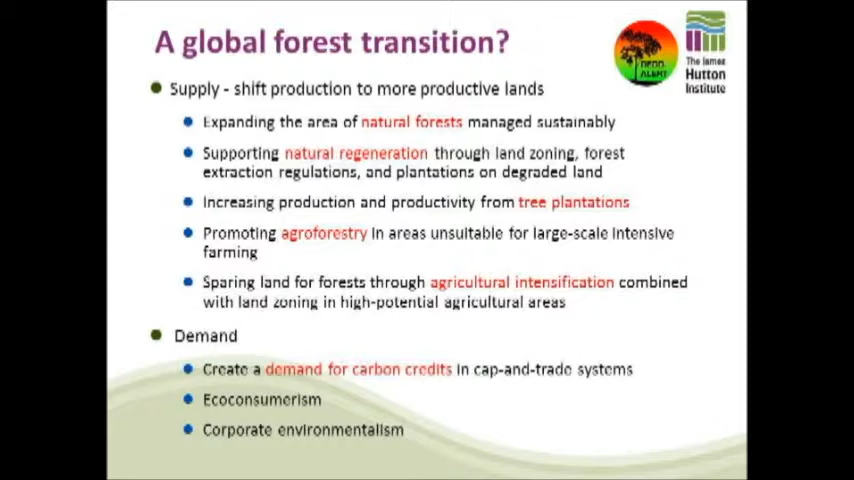 A global forest transition?
REDD
ALERT
The James
Hutton
Institute
Supply - shift production to more productive lands
Expanding the area of natural forests managed sustainably
Supporting natural regeneration through land zoning, forest
extraction regulations, and plantations on degraded land
Increasing production and productivity from tree plantations
Promoting agroforestry in areas unsuitable for large-scale intensive
farming
Sparing land for forests through agricultural intensification combined
with land zoning in high-potential agricultural areas
Demand
Create a demand for carbon credits in cap-and-trade systems
Ecoconsumerism
Corporate environmentalism